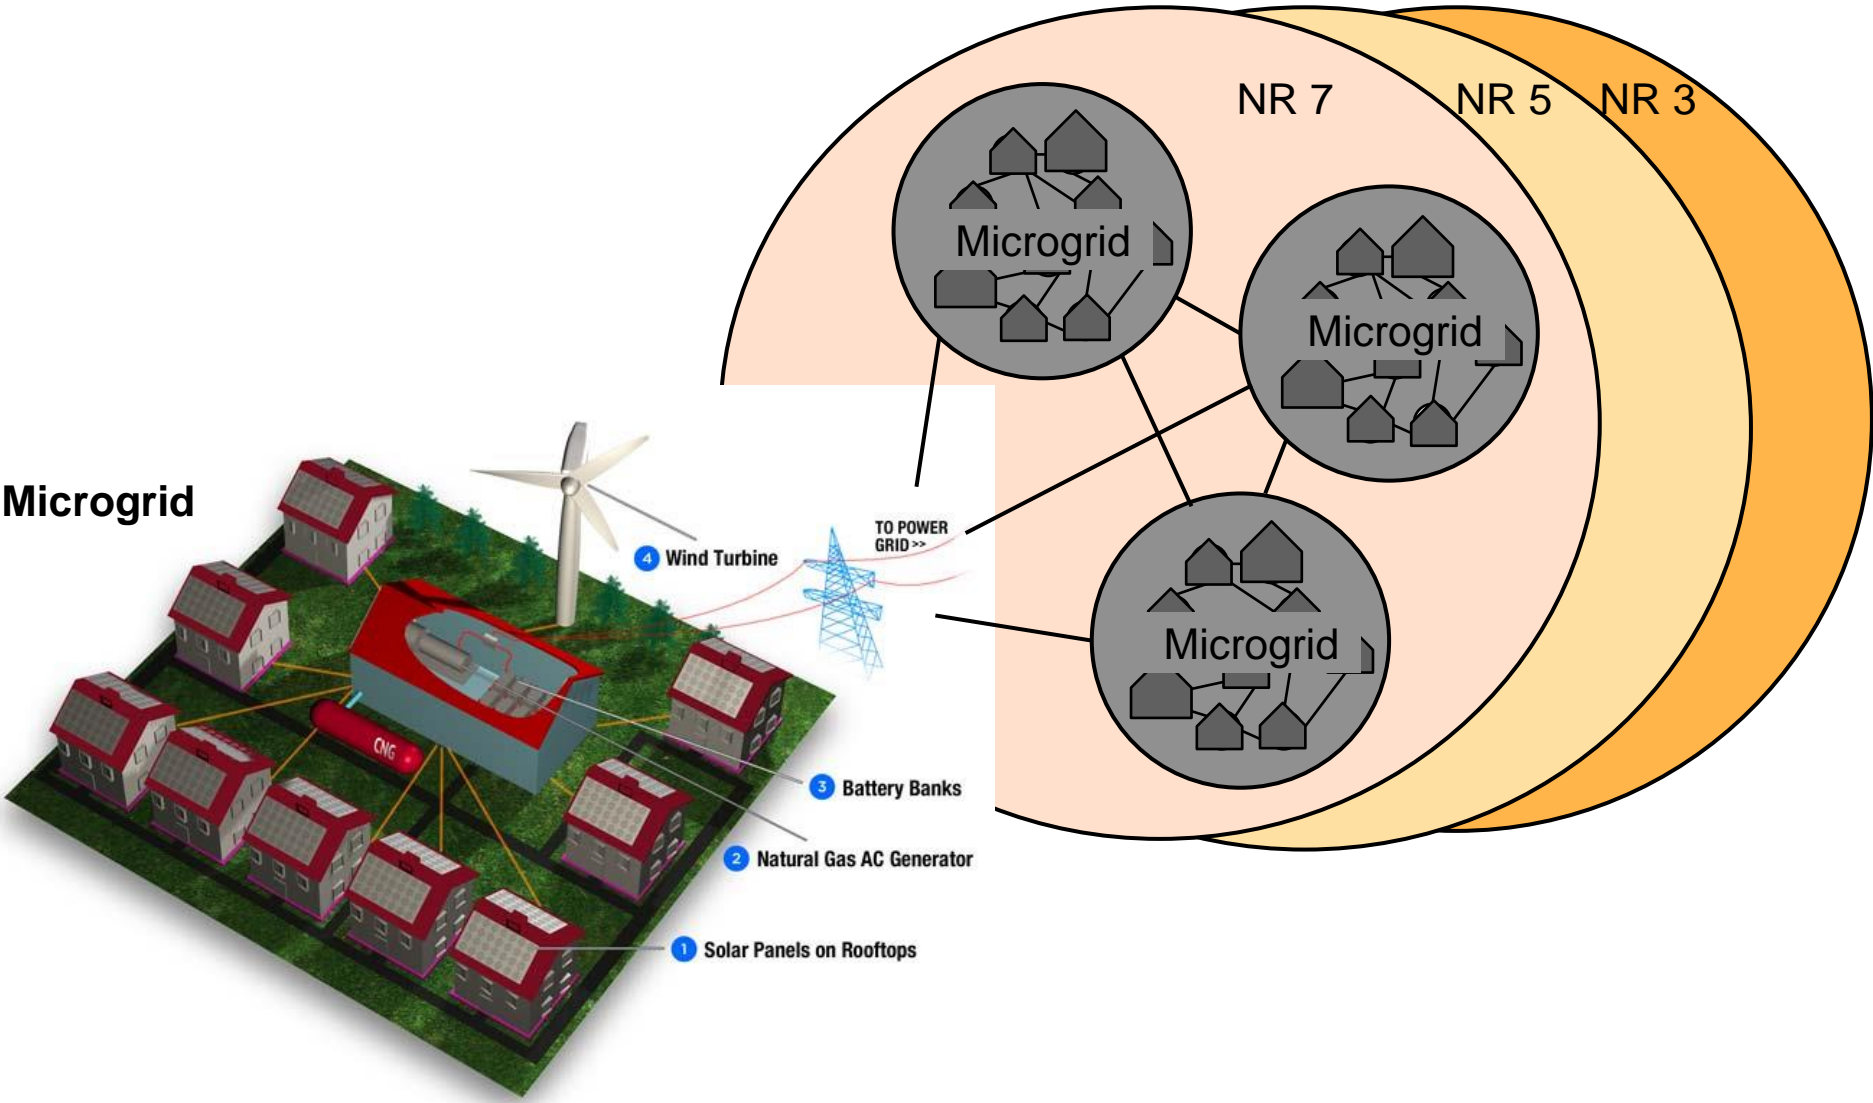 NR 7
NR 5
NR 3
Microgrid
Microgrid
Microgrid
Microgrid
TO POWER
GRID >>
4 Wind Turbine
CNG
3 Battery Banks
2 Natural Gas AC Generator
1 Solar Panels on Rooftops